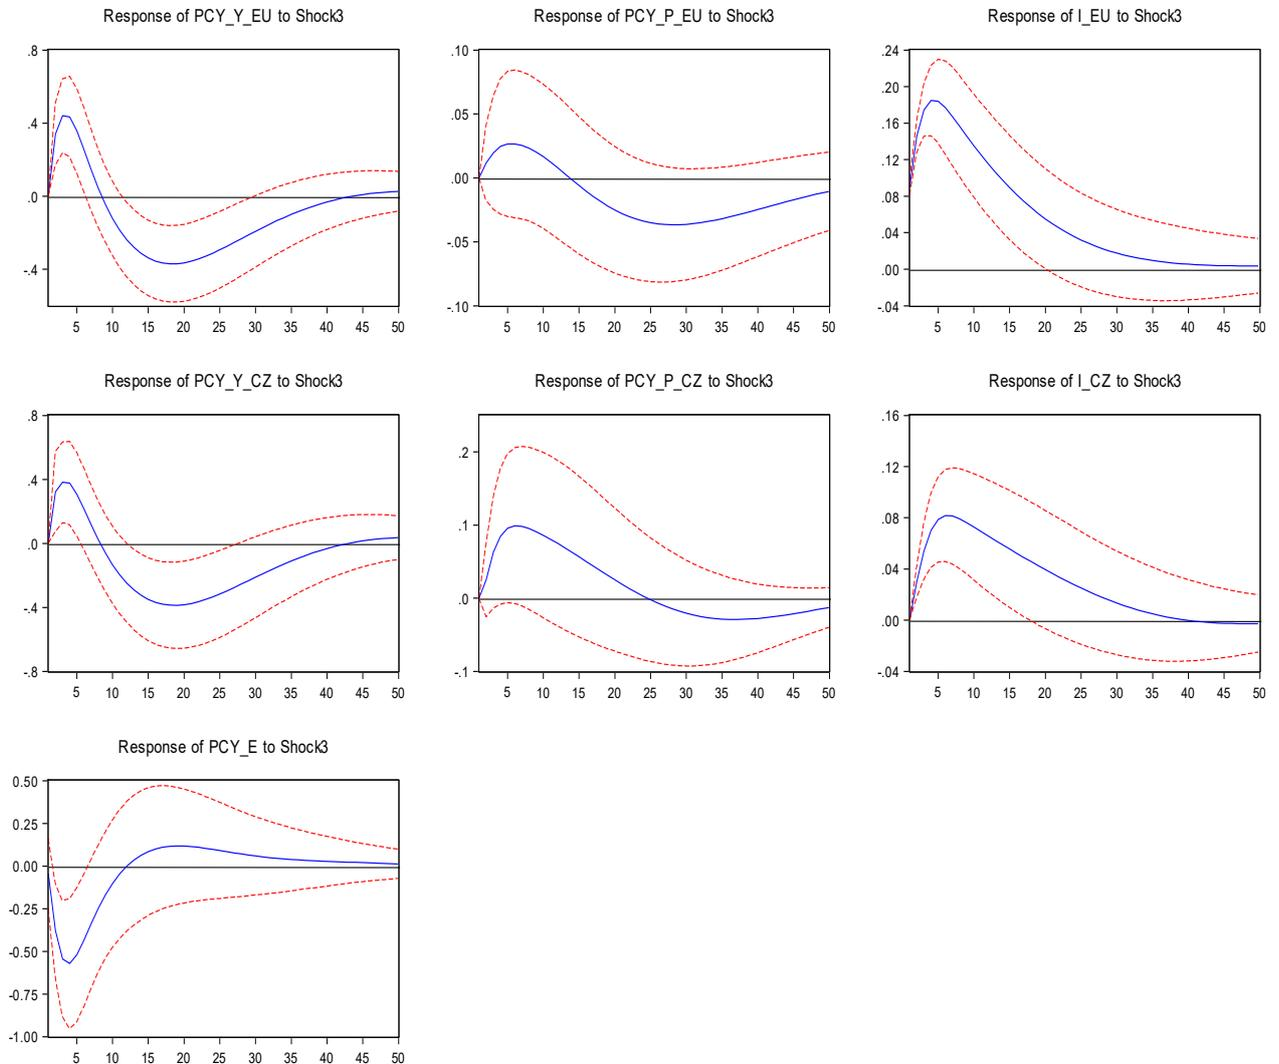 Response of PCY_Y_EU to Shock3
.8
.4
.0
-.4
5 10 15 20 25 30 35 40 45 50
Response of PCY_P_EU to Shock3
.10
.05
.00
-.05
-.10
5 10 15 20 25 30 35 40 45 50
Response of I_EU to Shock3
.24
.20
.16
.12
.08
.04
.00
-.04
5 10 15 20 25 30 35 40 45 50
Response of PCY_Y_CZ to Shock3
.8
.4
.0
-.4
-.8
5 10 15 20 25 30 35 40 45 50
Response of PCY_P_CZ to Shock3
.2
.1
.0
-.1
5 10 15 20 25 30 35 40 45 50
Response of I_CZ to Shock3
.16
.12
.08
.04
.00
-.04
5 10 15 20 25 30 35 40 45 50
Response of PCY_E to Shock3
0.50
0.25
0.00
-0.25
-0.50
-0.75
-1.00
5 10 15 20 25 30 35 40 45 50